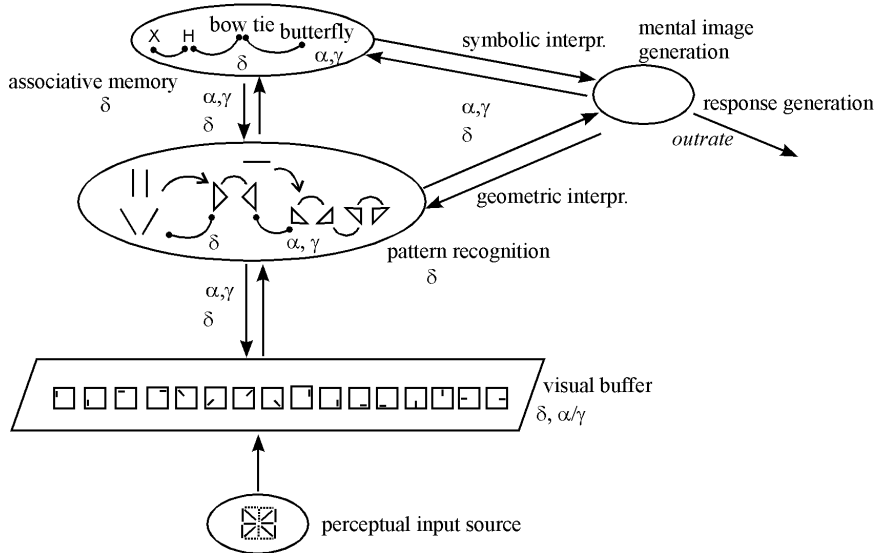 X H bow tie butterfly
δ α,γ
associative memory
δ
symbolic interpr.
mental image
generation
response generation
outrate
α,γ
δ
α,γ
δ
geometric interpr.
δ α, γ
pattern recognition
δ
α,γ
δ
visual buffer
δ, α/γ
perceptual input source